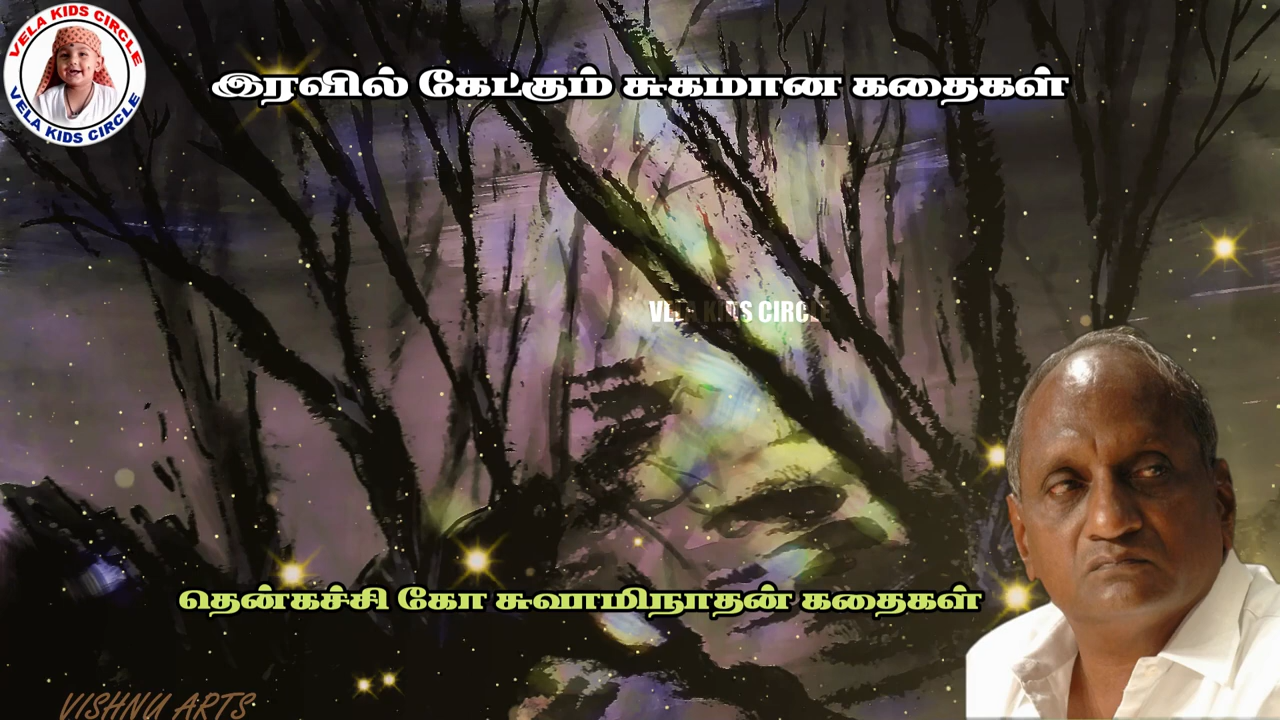 VELA KIDS CIRCLE
VELA KIDS CIRCLE
இரவில் கேட்கும் சுகமான கதைகள்
VELA KIDS CIRCLE
தென்கச்சி கோ சுவாமிநாதன் கதைகள்
VISHNU ARTS